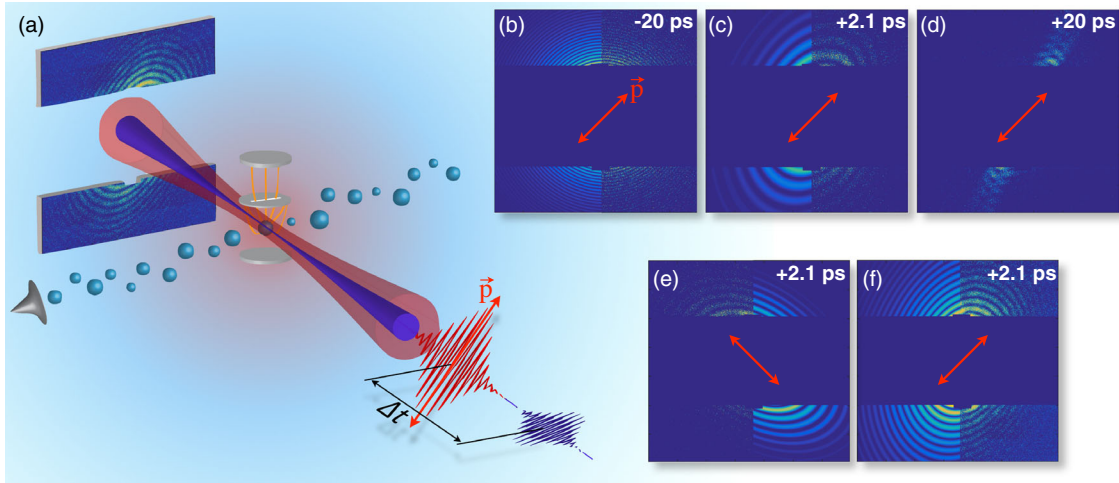 (a)
p⃗
Δt
(b) -20 ps
p⃗
(c) +2.1 ps
(d) +20 ps
(e) +2.1 ps
(f) +2.1 ps